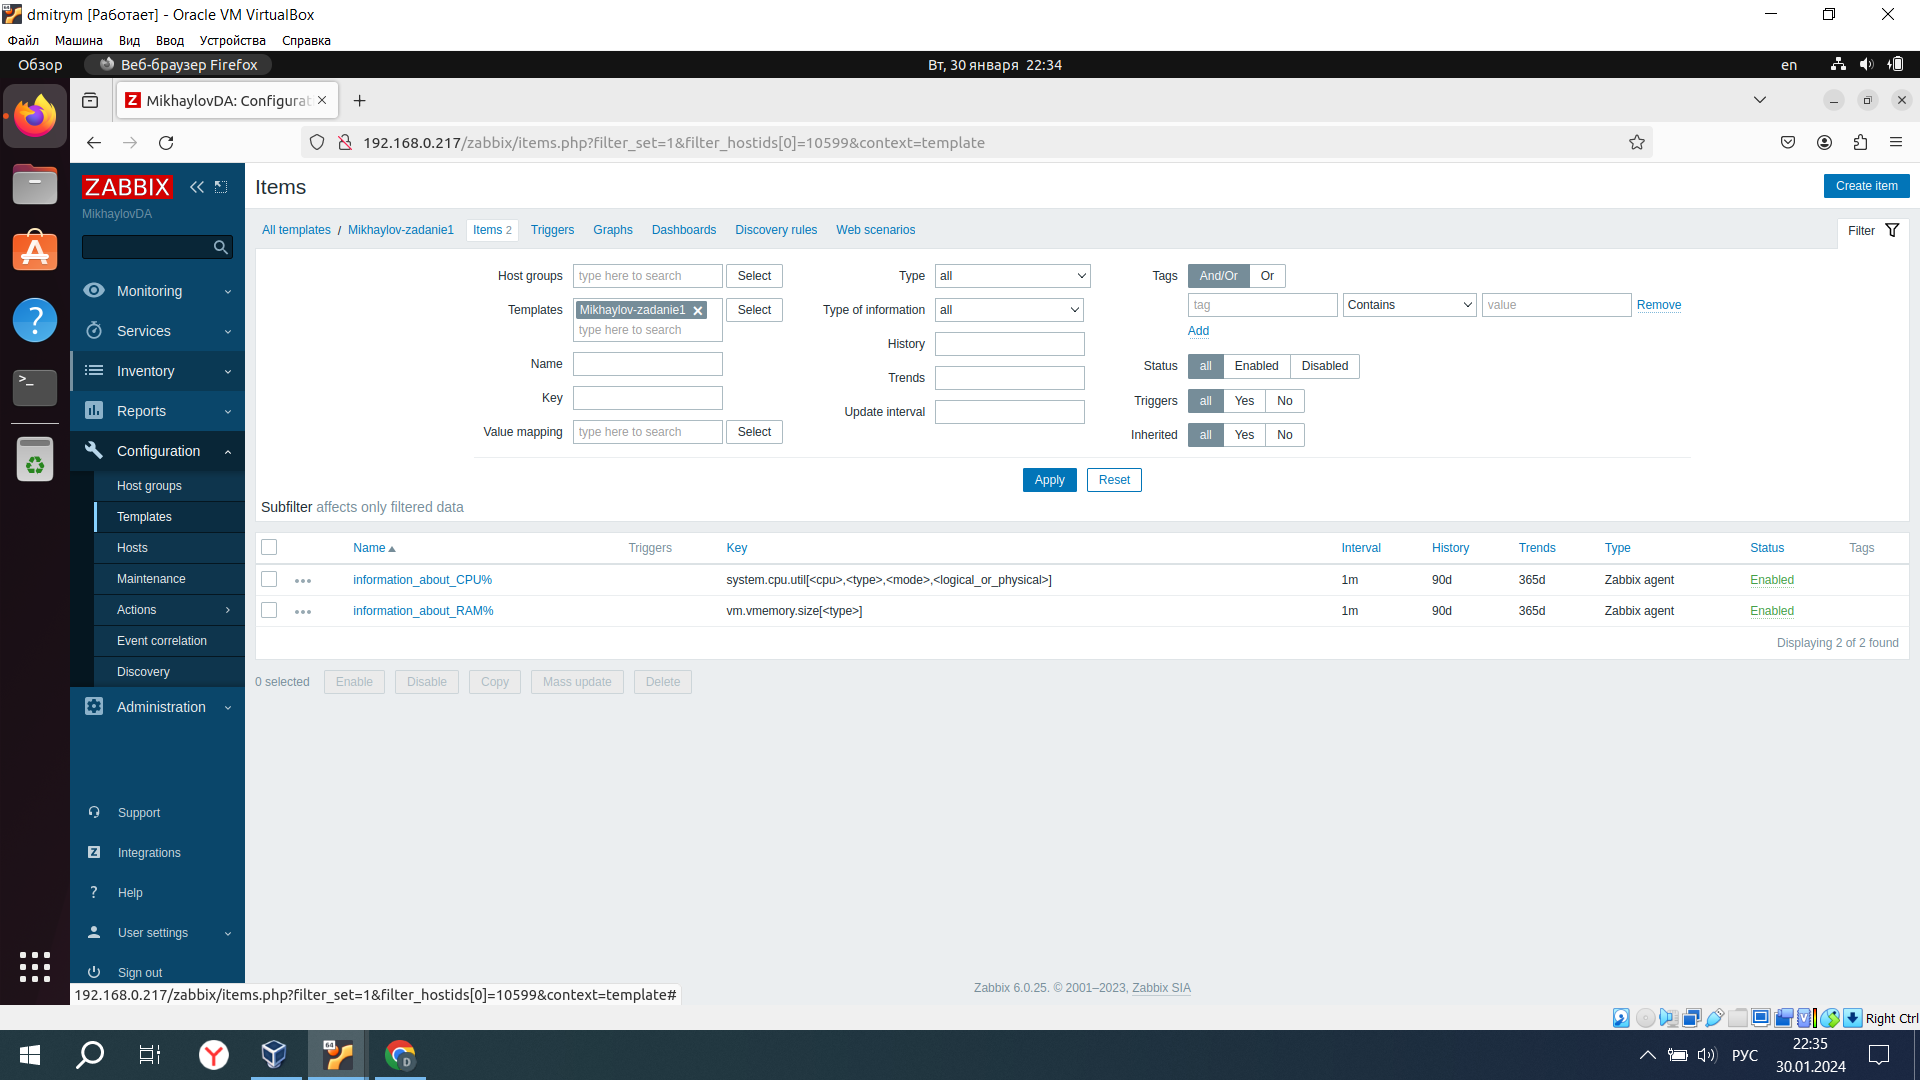 dmitrym [Работает] - Oracle VM VirtualBox
Файл Машина Вид Ввод Устройства Справка
Обзор Веб-браузер Firefox Вт, 30 января 22:34 en
MikhaylovDA: Configurat
192.168.0.217/zabbix/items.php?filter_set=1&filter_hostids[0]=10599&context=template
ZABBIX
MikhaylovDA
Monitoring
Services
Inventory
Reports
Configuration
Host groups
Templates
Hosts
Maintenance
Actions
Event correlation
Discovery
Administration
Support
Integrations
Help
User settings
Sign out
Items Create item
All templates / Mikhaylov-zadanie1 Items 2 Triggers Graphs Dashboards Discovery rules Web scenarios Filter
Host groups type here to search Select
Templates Mikhaylov-zadanie1 Select
type here to search
Name
Key
Value mapping type here to search Select
Type all
Type of information all
History
Trends
Update interval
Tags And/Or Or
tag Contains value Remove
Add
Status all Enabled Disabled
Triggers all Yes No
Inherited all Yes No
Apply Reset
Subfilter affects only filtered data
Name Triggers Key Interval History Trends Type Status Tags
information_about_CPU% system.cpu.util[<cpu>,<type>,<mode>,<logical_or_physical>] 1m 90d 365d Zabbix agent Enabled
information_about_RAM% vm.vmemory.size[<type>] 1m 90d 365d Zabbix agent Enabled
Displaying 2 of 2 found
0 selected Enable Disable Copy Mass update Delete
Zabbix 6.0.25. © 2001–2023, Zabbix SIA
192.168.0.217/zabbix/items.php?filter_set=1&filter_hostids[0]=10599&context=template#
Right Ctrl
64
D
РУС
22:35
30.01.2024